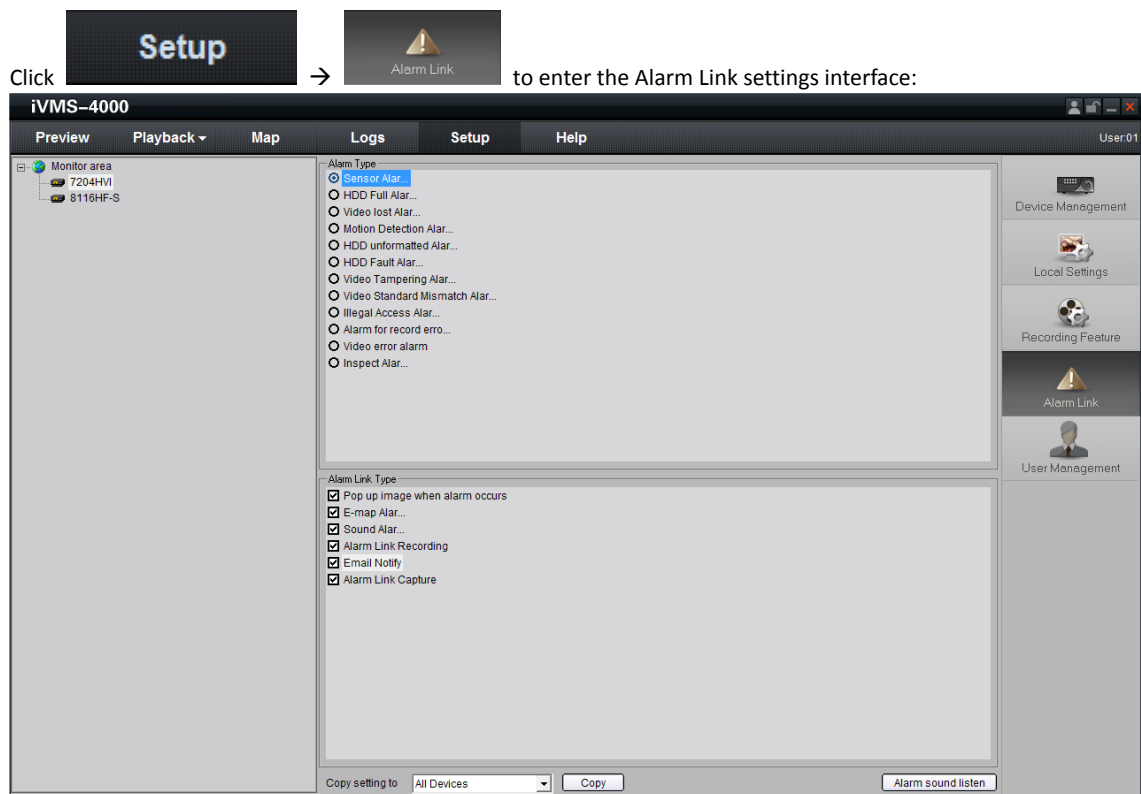 Setup
Alarm Link
Click → to enter the Alarm Link settings interface:
iVMS-4000
Preview Playback Map Logs Setup Help User:01
Monitor area
7204HVI
8116HF-S
Alarm Type
Sensor Alar...
HDD Full Alar...
Video lost Alar...
Motion Detection Alar...
HDD unformatted Alar...
HDD Fault Alar...
Video Tampering Alar...
Video Standard Mismatch Alar...
Illegal Access Alar...
Alarm for record erro...
Video error alarm
Inspect Alar...
Alarm Link Type
Pop up image when alarm occurs
E-map Alar...
Sound Alar...
Alarm Link Recording
Email Notify
Alarm Link Capture
Copy setting to All Devices Copy Alarm sound listen
Device Management
Local Settings
Recording Feature
Alarm Link
User Management